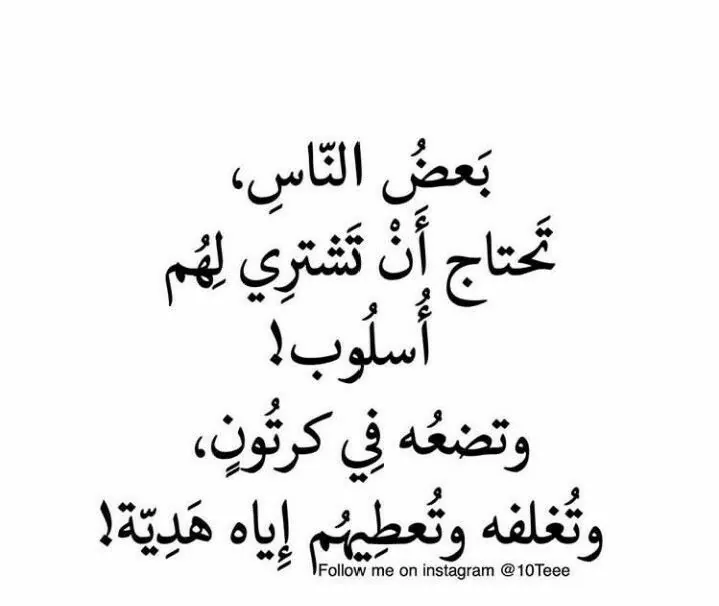 بَعضُ النّاسِ،
تَحتاج أَنْ تَشترِي لِهُم
أُسلُوب!
وتضعُه فِي كرتُونٍ،
وتُغلفه وتُعطِيهُم إِياه هَدِيّة!
Follow me on instagram @10Teee